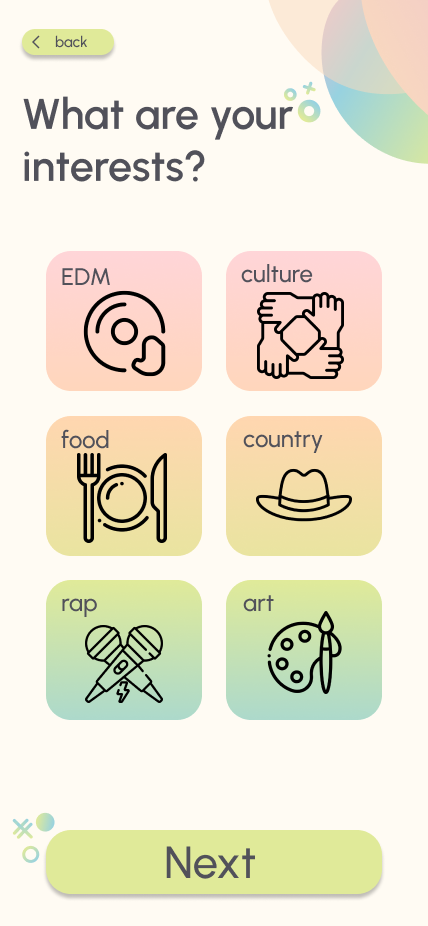 back
What are your
interests?
EDM
culture
food
country
rap
art
Next